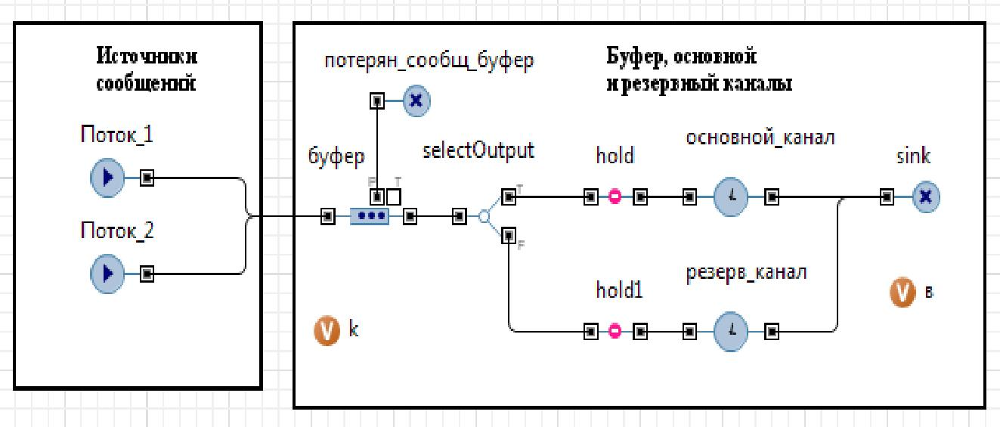 Источники
сообщений
Поток_1
Поток_2
Буфер, основной
и резервный каналы
потерян_сообщ_буфер
буфер
F T
selectOutput
T
F
hold
основной_канал
sink
hold1
резерв_канал
V k
V в